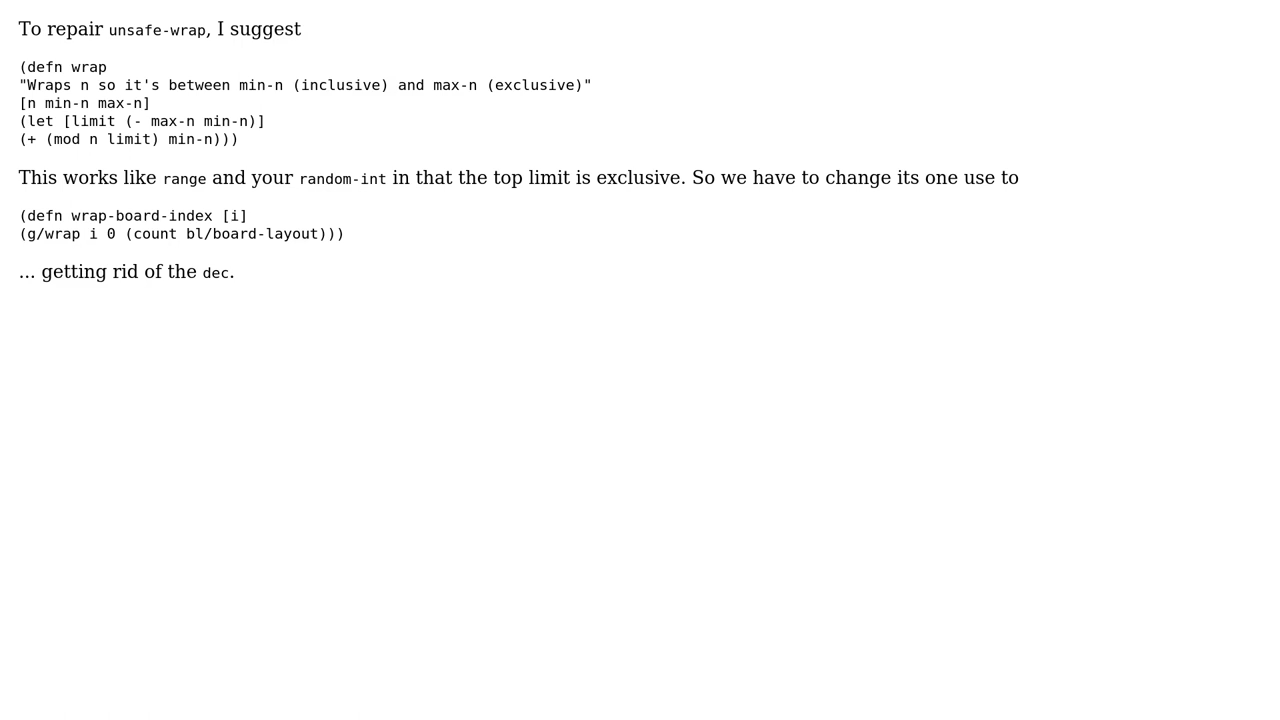 To repair unsafe-wrap, I suggest
(defn wrap
"Wraps n so it's between min-n (inclusive) and max-n (exclusive)"
[n min-n max-n]
(let [limit (- max-n min-n)]
(+ (mod n limit) min-n)))
This works like range and your random-int in that the top limit is exclusive. So we have to change its one use to
(defn wrap-board-index [i]
(g/wrap i 0 (count bl/board-layout)))
... getting rid of the dec.